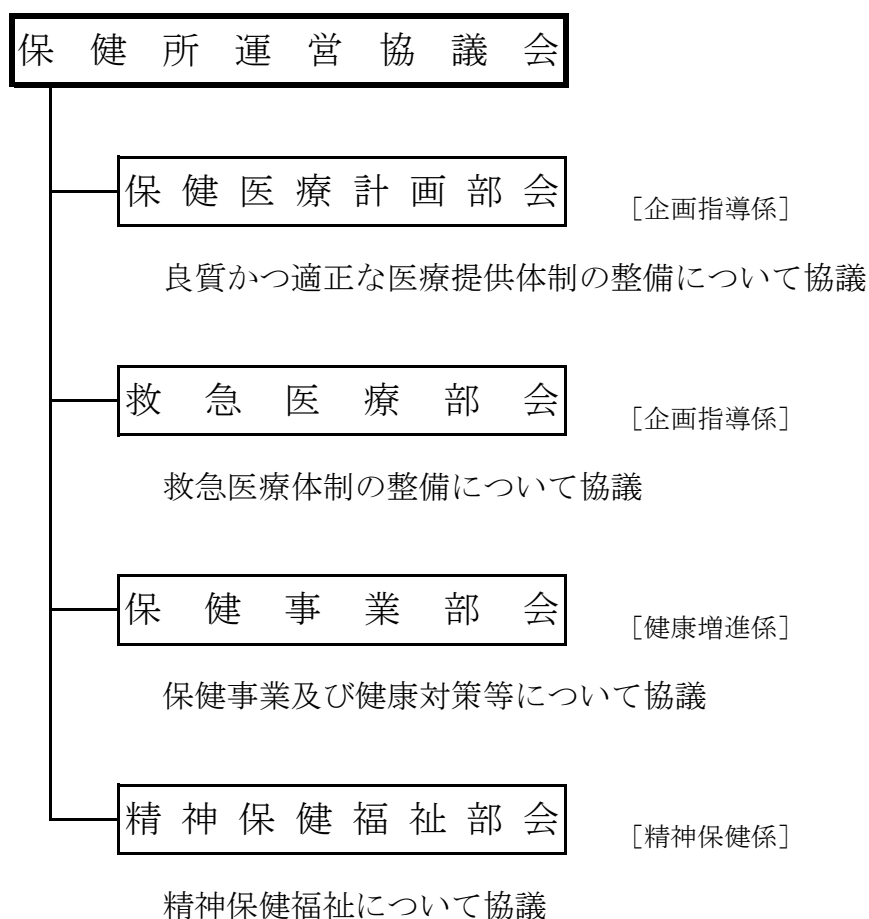 保健所運営協議会
保健医療計画部会 ［企画指導係］
良質かつ適正な医療提供体制の整備について協議
救急医療部会 ［企画指導係］
救急医療体制の整備について協議
保健事業部会 ［健康増進係］
保健事業及び健康対策等について協議
精神保健福祉部会 ［精神保健係］
精神保健福祉について協議